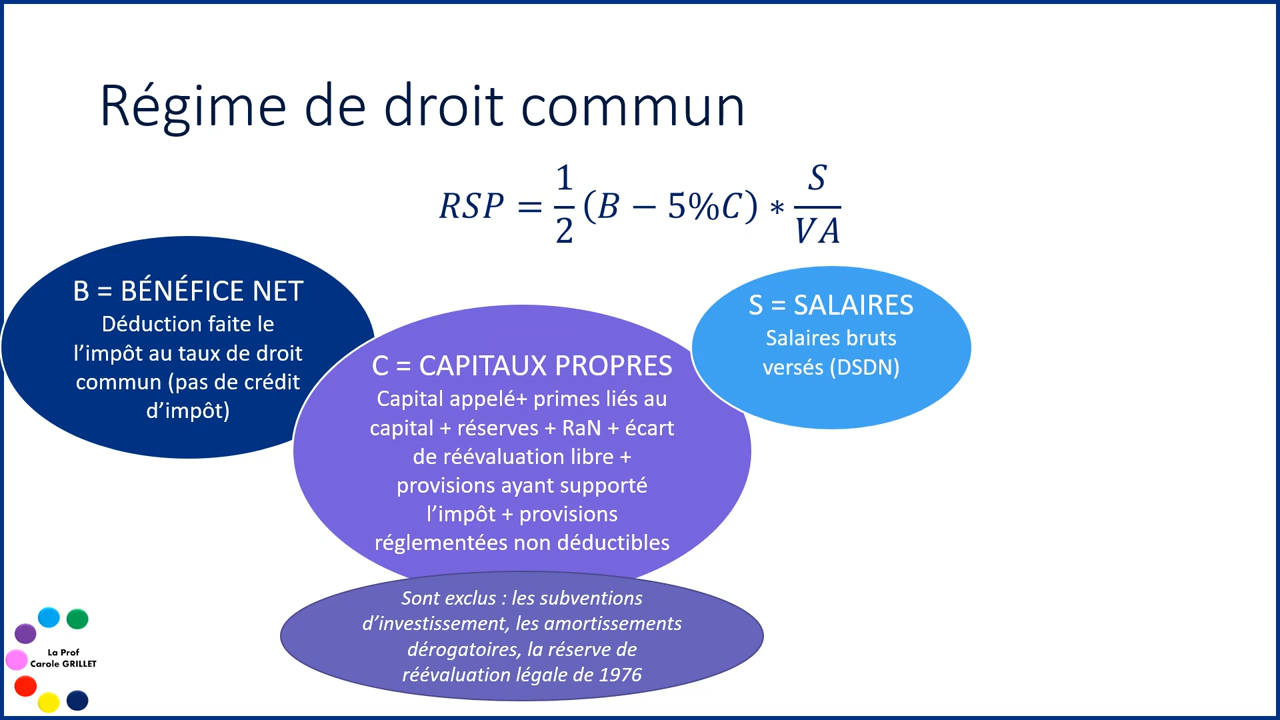 Régime de droit commun
RSP = 1/2 (B − 5%C) * S/VA
B = BÉNÉFICE NET
Déduction faite le
l’impôt au taux de droit
commun (pas de crédit
d’impôt)
C = CAPITAUX PROPRES
Capital appelé+ primes liés au
capital + réserves + RaN + écart
de réévaluation libre +
provisions ayant supporté
l’impôt + provisions
réglementées non déductibles
Sont exclus : les subventions
d’investissement, les amortissements
dérogatoires, la réserve de
réévaluation légale de 1976
S = SALAIRES
Salaires bruts
versés (DSDN)
La Prof
Carole GRILLET